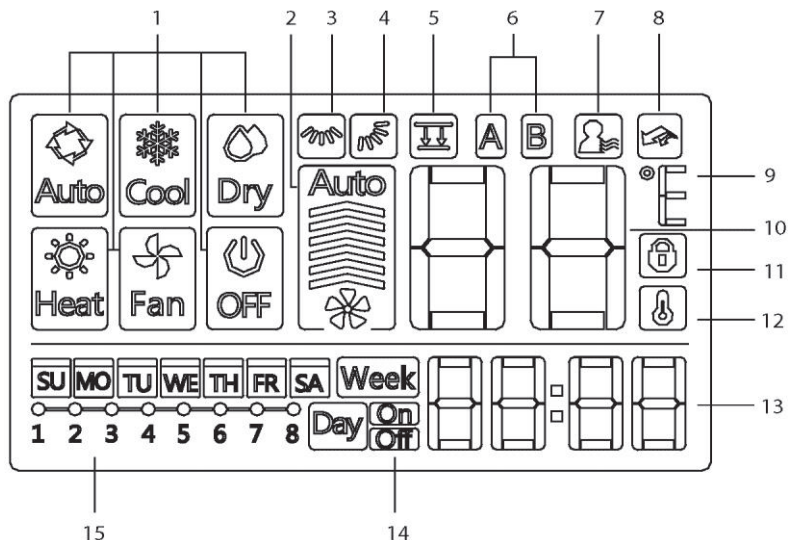 1 2 3 4 5 6 7 8
Auto Cool Dry A B
Auto
9
10
Heat Fan OFF 11
12
SU MO TU WE TH FR SA Week
1 2 3 4 5 6 7 8 Day On Off 88:88 13
15 14